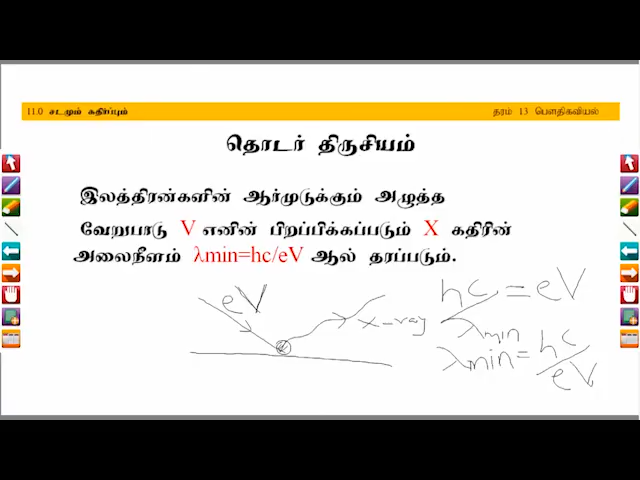 11.0 சடமும் கதிர்ப்பும்
தரம் 13 பௌதிகவியல்
தொடர் திருசியம்
இலத்திரன்களின் ஆர்முடுக்கும் அழுத்த
வேறுபாடு V எனின் பிறப்பிக்கப்படும் X கதிரின்
அலைநீளம் λmin=hc/eV ஆல் தரப்படும்.
eV
X-ray
hc/λmin = eV
λmin = hc/eV